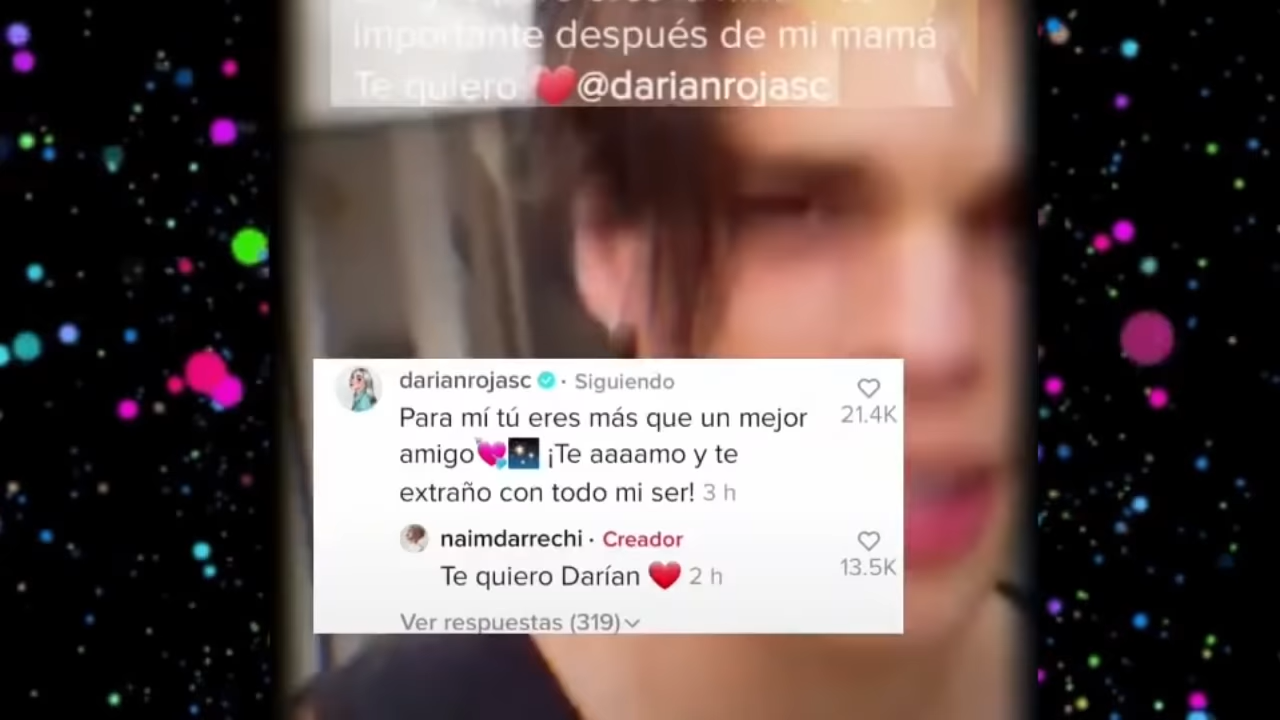 importante después de mi mamá
Te quiero ❤️@darianrojasc
darianrojasc · Siguiendo
Para mí tú eres más que un mejor
amigo💘🌃 ¡Te aaaamo y te
extraño con todo mi ser! 3 h
21.4K
naimdarrechi · Creador
Te quiero Darían ❤️ 2 h
13.5K
Ver respuestas (319)